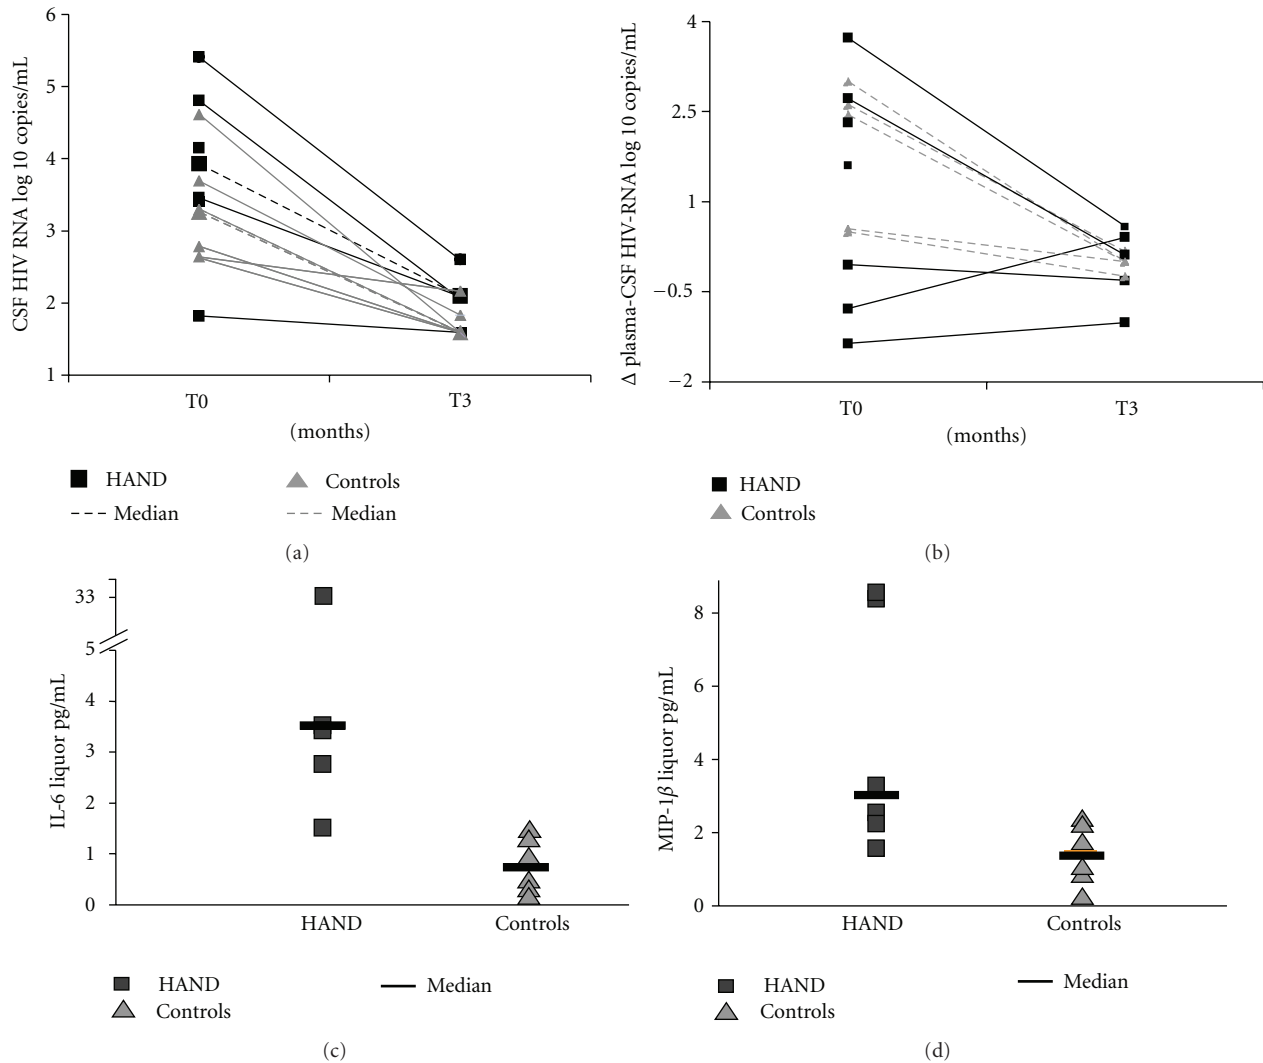 CSF HIV RNA log 10 copies/mL
6
5
4
3
2
1
T0
T3
(months)
HAND
Controls
Median
Median
(a)
Δ plasma-CSF HIV-RNA log 10 copies/mL
4
2.5
1
−0.5
−2
T0
T3
(months)
HAND
Controls
(b)
IL-6 liquor pg/mL
33
5
4
3
2
1
0
HAND
Controls
HAND
Median
Controls
(c)
MIP-1β liquor pg/mL
8
6
4
2
0
HAND
Controls
HAND
Median
Controls
(d)